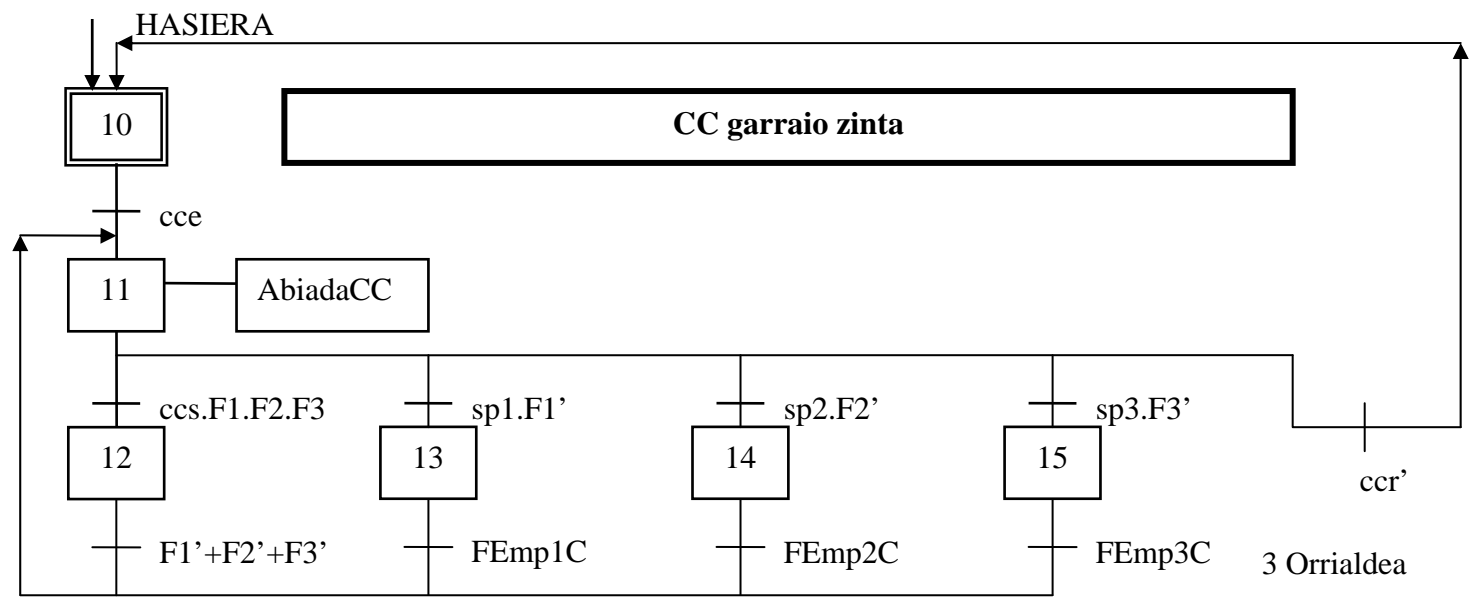 HASIERA
10
CC garraio zinta
cce
11
AbiadaCC
ccs.F1.F2.F3
sp1.F1’
sp2.F2’
sp3.F3’
12
13
14
15
ccr’
F1’+F2’+F3’
FEmp1C
FEmp2C
FEmp3C
3 Orrialdea